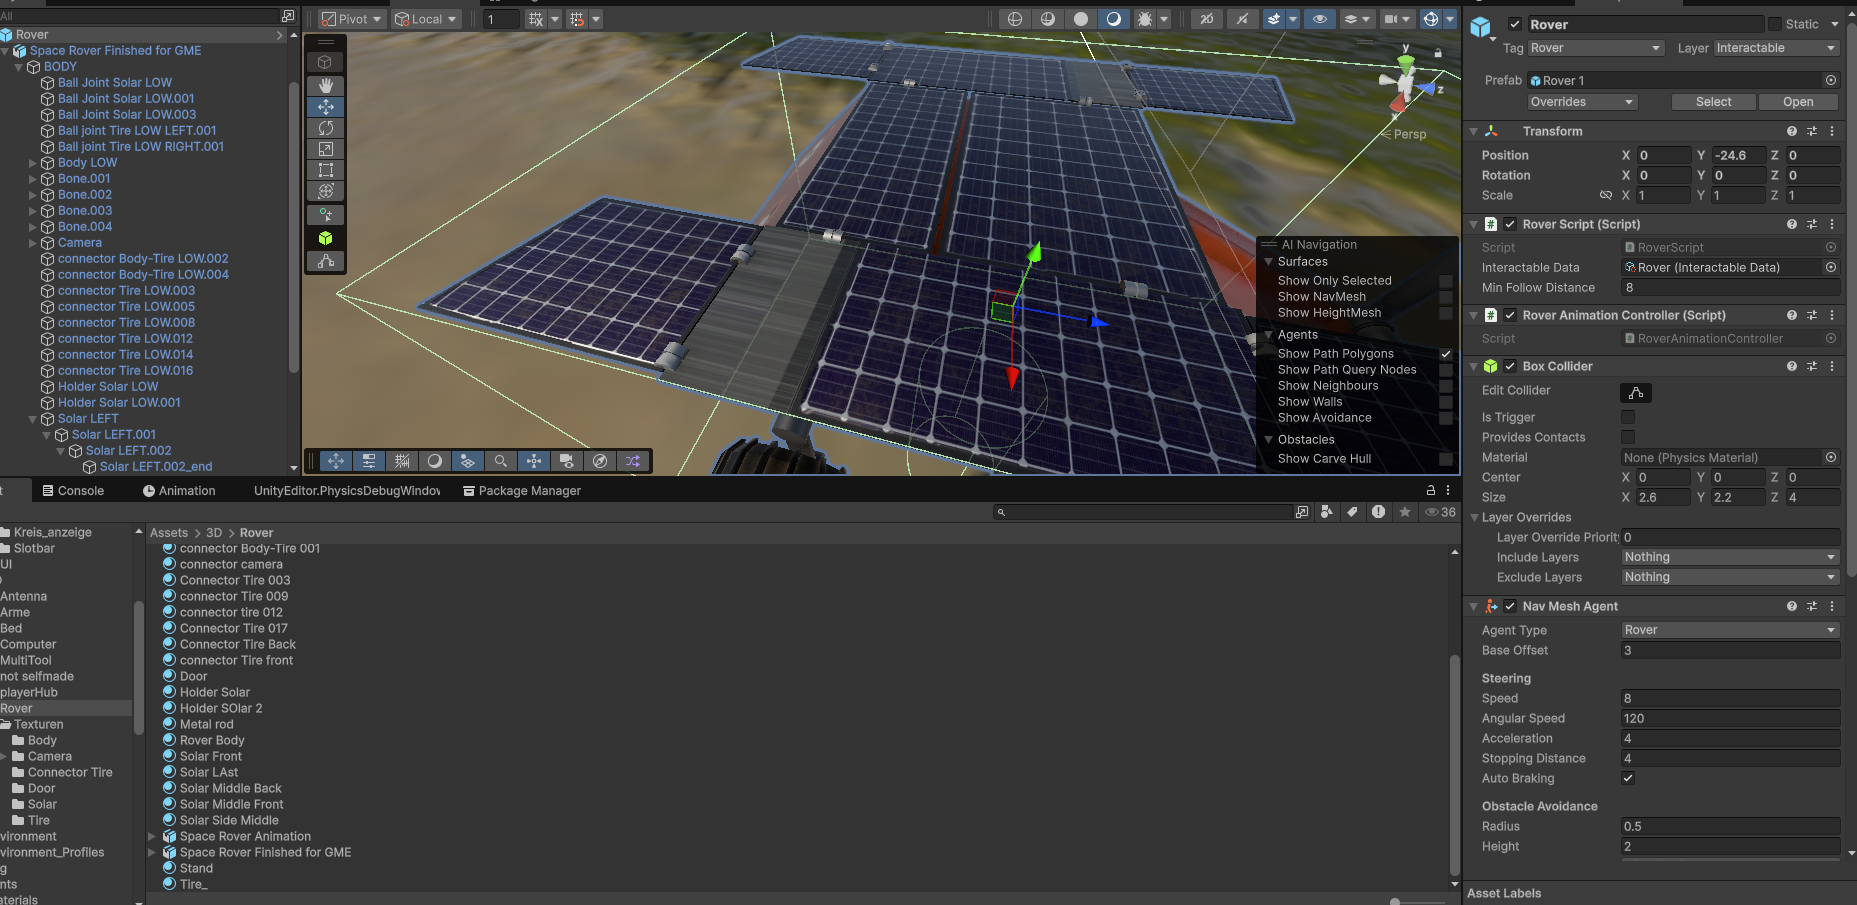 All
Rover
Space Rover Finished for GME
BODY
Ball Joint Solar LOW
Ball Joint Solar LOW.001
Ball Joint Solar LOW.003
Ball joint Tire LOW LEFT.001
Ball joint Tire LOW RIGHT.001
Body LOW
Bone.001
Bone.002
Bone.003
Bone.004
Camera
connector Body-Tire LOW.002
connector Body-Tire LOW.004
connector Tire LOW.003
connector Tire LOW.005
connector Tire LOW.008
connector Tire LOW.012
connector Tire LOW.014
connector Tire LOW.016
Holder Solar LOW
Holder Solar LOW.001
Solar LEFT
Solar LEFT.001
Solar LEFT.002
Solar LEFT.002_end
Pivot
Local
1
2D
y
z
x
Persp
AI Navigation
Surfaces
Show Only Selected
Show NavMesh
Show HeightMesh
Agents
Show Path Polygons
Show Path Query Nodes
Show Neighbours
Show Walls
Show Avoidance
Obstacles
Show Carve Hull
t
Console
Animation
UnityEditor.PhysicsDebugWindow
Package Manager
36
Kreis_anzeige
Slotbar
UI
Antenna
Arme
Bed
Computer
MultiTool
not selfmade
playerHub
Rover
Texturen
Body
Camera
Connector Tire
Door
Solar
Tire
vironment
vironment_Profiles
g
nts
aterials
Assets > 3D > Rover
connector Body-Tire 001
connector camera
Connector Tire 003
connector Tire 009
connector tire 012
Connector Tire 017
Connector Tire Back
connector Tire front
Door
Holder Solar
Holder SOlar 2
Metal rod
Rover Body
Solar Front
Solar LAst
Solar Middle Back
Solar Middle Front
Solar Side Middle
Space Rover Animation
Space Rover Finished for GME
Stand
Tire_
Rover
Static
Tag Rover Layer Interactable
Prefab Rover 1
Overrides Select Open
Transform
Position X 0 Y -24.6 Z 0
Rotation X 0 Y 0 Z 0
Scale X 1 Y 1 Z 1
Rover Script (Script)
Script RoverScript
Interactable Data Rover (Interactable Data)
Min Follow Distance 8
Rover Animation Controller (Script)
Script RoverAnimationController
Box Collider
Edit Collider
Is Trigger
Provides Contacts
Material None (Physics Material)
Center X 0 Y 0 Z 0
Size X 2.6 Y 2.2 Z 4
Layer Overrides
Layer Override Priorit 0
Include Layers Nothing
Exclude Layers Nothing
Nav Mesh Agent
Agent Type Rover
Base Offset 3
Steering
Speed 8
Angular Speed 120
Acceleration 4
Stopping Distance 4
Auto Braking
Obstacle Avoidance
Radius 0.5
Height 2
Asset Labels